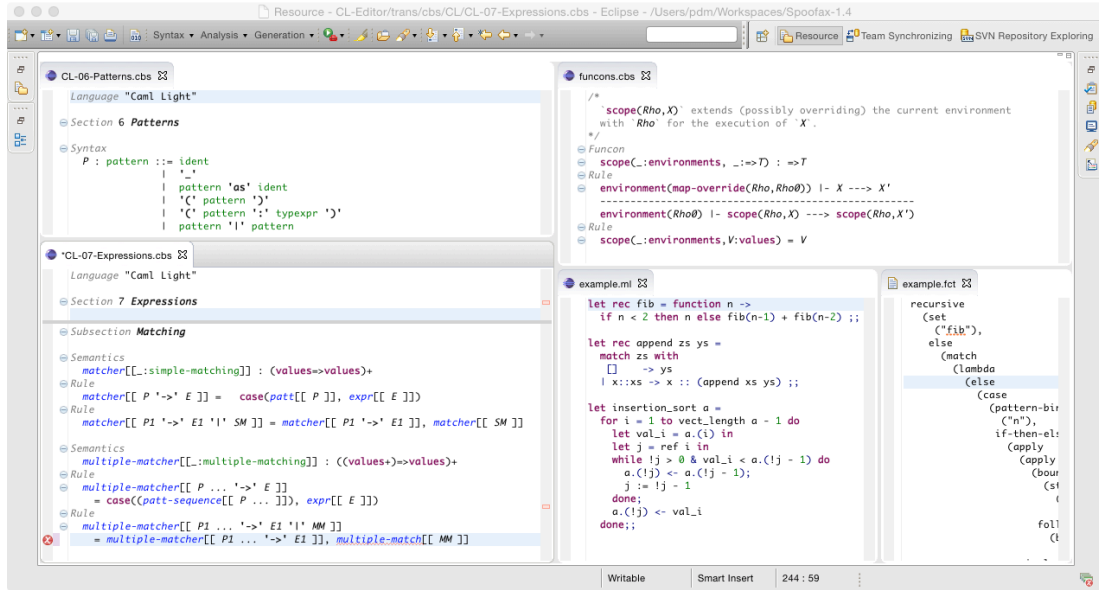 Resource - CL-Editor/trans/cbs/CL/CL-07-Expressions.cbs - Eclipse - /Users/pdm/Workspaces/Spoofax-1.4
Syntax Analysis Generation Resource Team Synchronizing SVN Repository Exploring
CL-06-Patterns.cbs
Language "Caml Light"
Section 6 Patterns
Syntax
P : pattern ::= ident
| '_'
| pattern 'as' ident
| '(' pattern ')'
| '(' pattern ':' typexpr ')'
| pattern '|' pattern
funcons.cbs
/*
`scope(Rho,X)` extends (possibly overriding) the current environment
with `Rho` for the execution of `X`.
*/
Funcon
scope(_:environments, _:=>T) : =>T
Rule
environment(map-override(Rho,Rho0)) |- X ---> X'
----------------------------------------------------
environment(Rho0) |- scope(Rho,X) ---> scope(Rho,X')
Rule
scope(_:environments,V:values) = V
*CL-07-Expressions.cbs
Language "Caml Light"
Section 7 Expressions
Subsection Matching
Semantics
matcher[[_:simple-matching]] : (values=>values)+
Rule
matcher[[ P '->' E ]] = case(patt[[ P ]], expr[[ E ]])
Rule
matcher[[ P1 '->' E1 '|' SM ]] = matcher[[ P1 '->' E1 ]], matcher[[ SM ]]
Semantics
multiple-matcher[[_:multiple-matching]] : ((values+)=>values)+
Rule
multiple-matcher[[ P ... '->' E ]]
= case((patt-sequence[[ P ... ]]), expr[[ E ]])
Rule
multiple-matcher[[ P1 ... '->' E1 '|' MM ]]
= multiple-matcher[[ P1 ... '->' E1 ]], multiple-match[[ MM ]]
example.ml
let rec fib = function n ->
if n < 2 then n else fib(n-1) + fib(n-2) ;;
let rec append zs ys =
match zs with
[] -> ys
| x::xs -> x :: (append xs ys) ;;
let insertion_sort a =
for i = 1 to vect_length a - 1 do
let val_i = a.(i) in
let j = ref i in
while !j > 0 & val_i < a.(!j - 1) do
a.(!j) <- a.(!j - 1);
j := !j - 1
done;
a.(!j) <- val_i
done;;
example.fct
recursive
(set
("fib"),
else
(match
(lambda
(else
(case
(pattern-bin
("n"),
if-then-els
(apply
(apply
(boun
(st
foll
(b
Writable Smart Insert 244 : 59